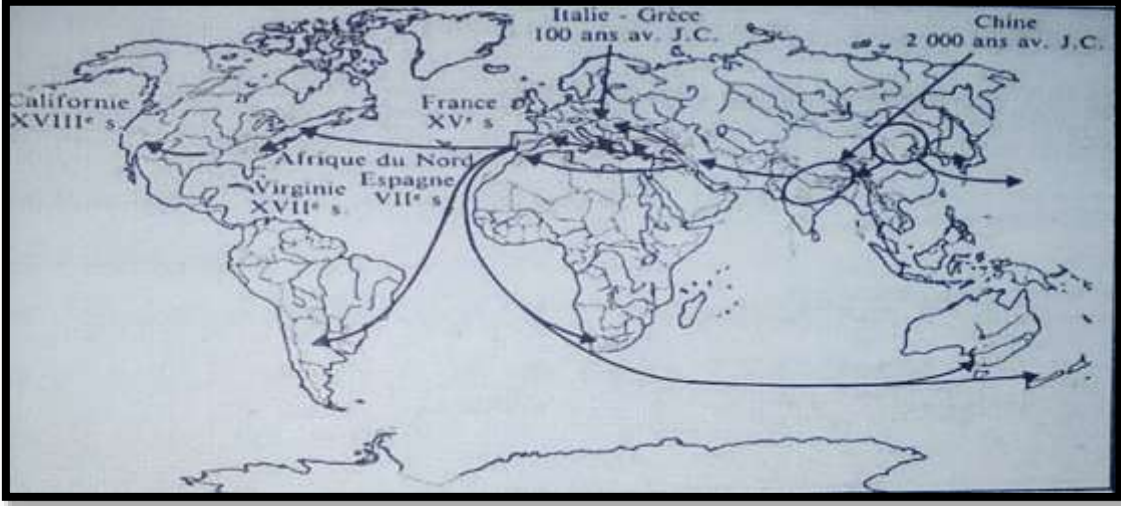 Italie - Grèce
100 ans av. J.C.
Chine
2 000 ans av. J.C.
Californie
XVIIIᵉ s
France
XVᵉ s
Afrique du Nord
Espagne
VIIᵉ s
Virginie
XVIIᵉ s.